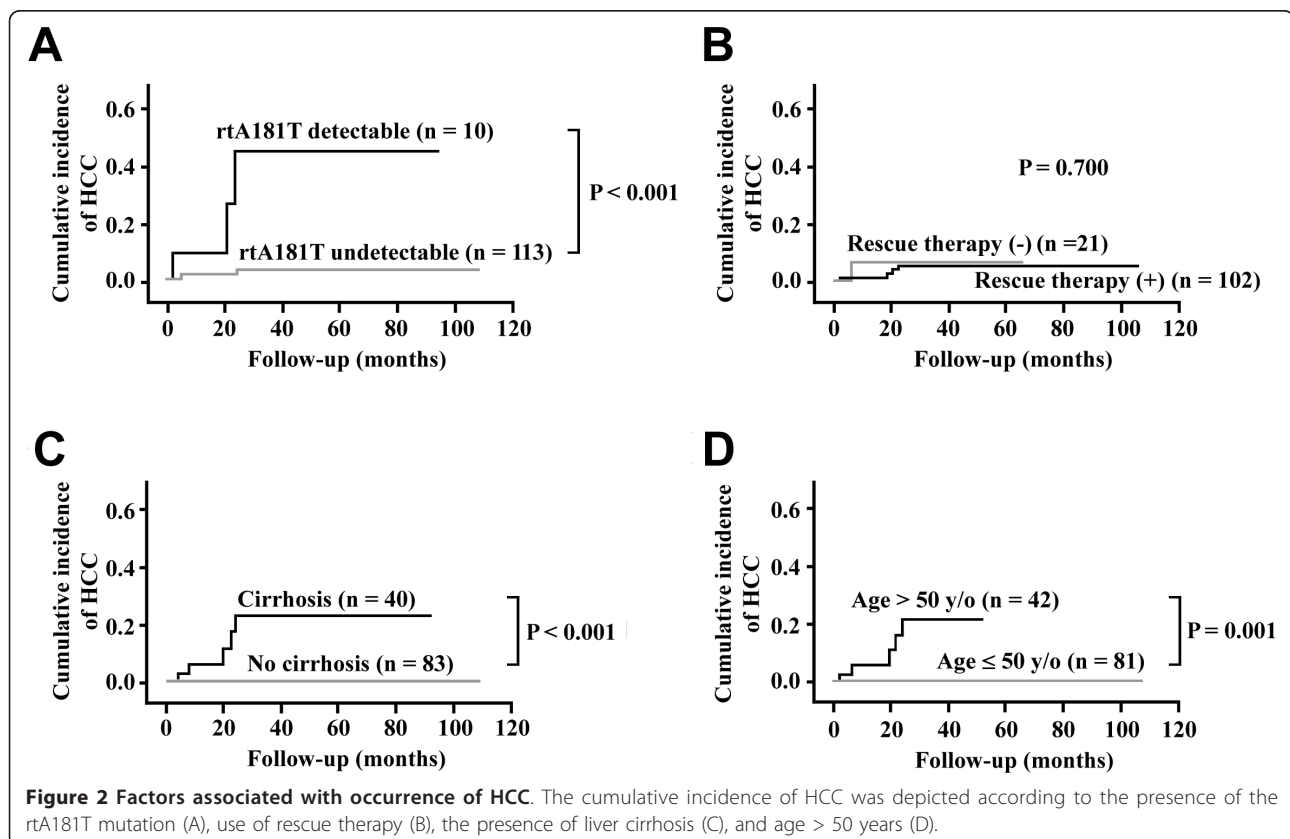 A
Cumulative incidence
of HCC
0.6
0.4
0.2
0.0
rtA181T detectable (n = 10)
rtA181T undetectable (n = 113)
P < 0.001
0 20 40 60 80 100 120
Follow-up (months)
B
Cumulative incidence
of HCC
0.6
0.4
0.2
0.0
P = 0.700
Rescue therapy (-) (n =21)
Rescue therapy (+) (n = 102)
0 20 40 60 80 100 120
Follow-up (months)
C
Cumulative incidence
of HCC
0.6
0.4
0.2
0.0
Cirrhosis (n = 40)
No cirrhosis (n = 83)
P < 0.001
0 20 40 60 80 100 120
Follow-up (months)
D
Cumulative incidence
of HCC
0.6
0.4
0.2
0.0
Age > 50 y/o (n = 42)
Age ≤ 50 y/o (n = 81)
P = 0.001
0 20 40 60 80 100 120
Follow-up (months)
Figure 2 Factors associated with occurrence of HCC. The cumulative incidence of HCC was depicted according to the presence of the
rtA181T mutation (A), use of rescue therapy (B), the presence of liver cirrhosis (C), and age > 50 years (D).